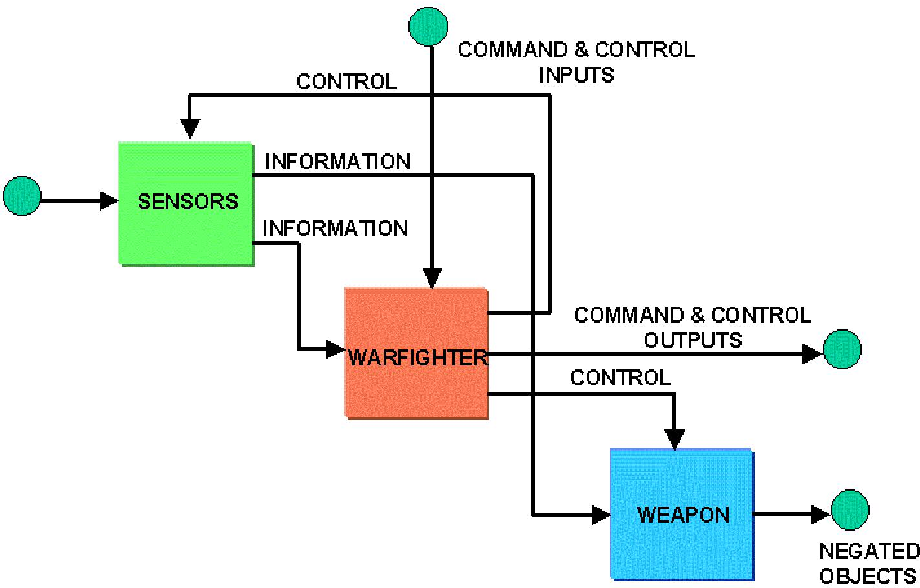 COMMAND & CONTROL
INPUTS
CONTROL
INFORMATION
SENSORS
INFORMATION
COMMAND & CONTROL
OUTPUTS
WARFIGHTER
CONTROL
WEAPON
NEGATED
OBJECTS